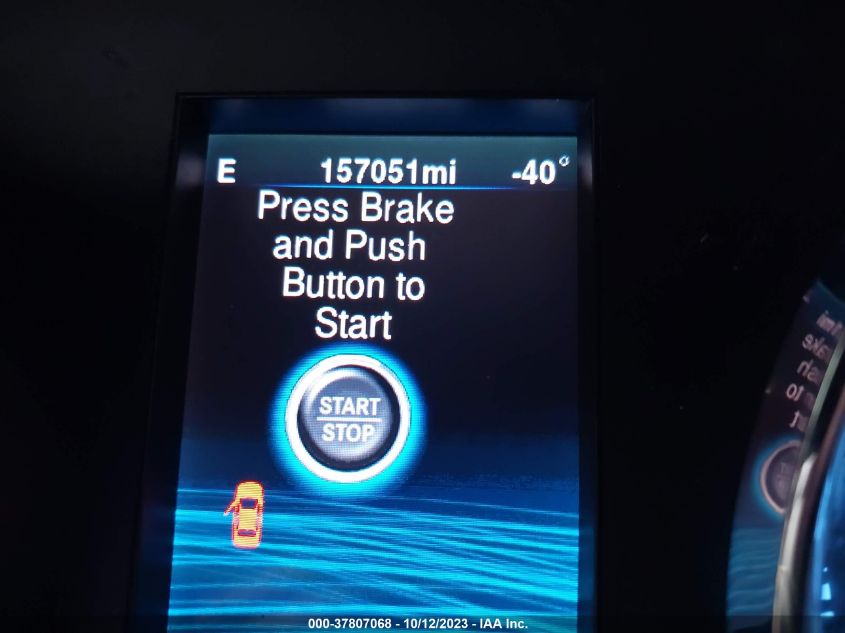 E 157051mi -40°
Press Brake
and Push
Button to
Start
START
STOP
000-37807068 - 10/12/2023 - IAA Inc.